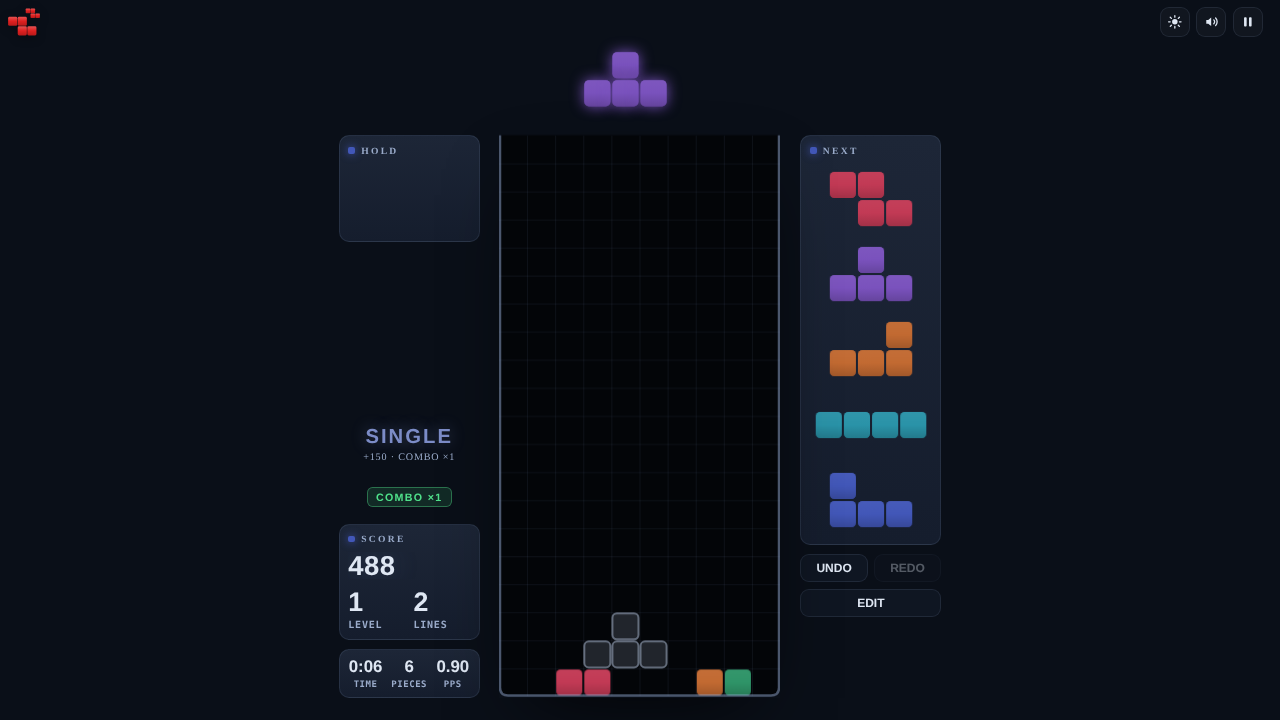 HOLD
NEXT
SINGLE
+150 · COMBO ×1
COMBO ×1
SCORE
488
1
2
LEVEL
LINES
0:06
6
0.90
TIME
PIECES
PPS
UNDO
REDO
EDIT